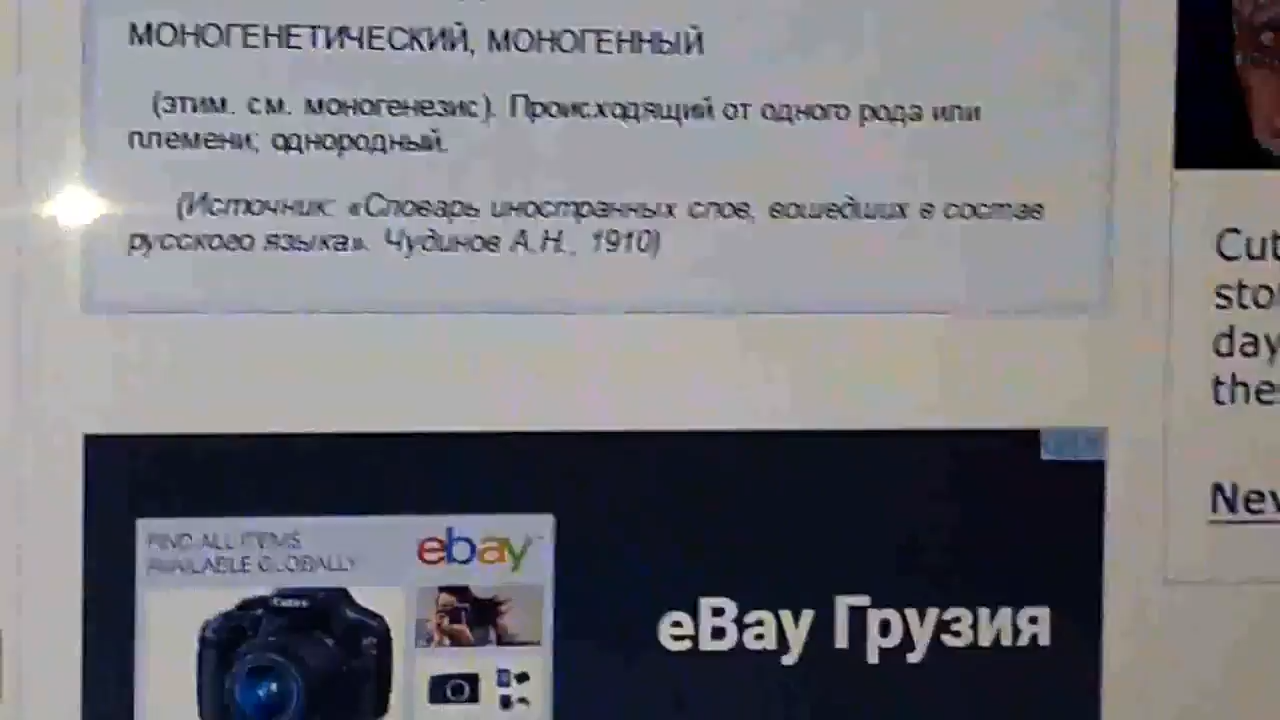 МОНОГЕНЕТИЧЕСКИЙ, МОНОГЕННЫЙ
(этим. см. моногенезис). Происходящий от одного рода или
племени; однородный.
(Источник: «Словарь иностранных слов, вошедших в состав
русского языка». Чудинов А.Н., 1910)
Cut
sto
day
the
New
FIND ALL ITEMS
AVAILABLE GLOBALLY
ebay
Canon
eBay Грузия